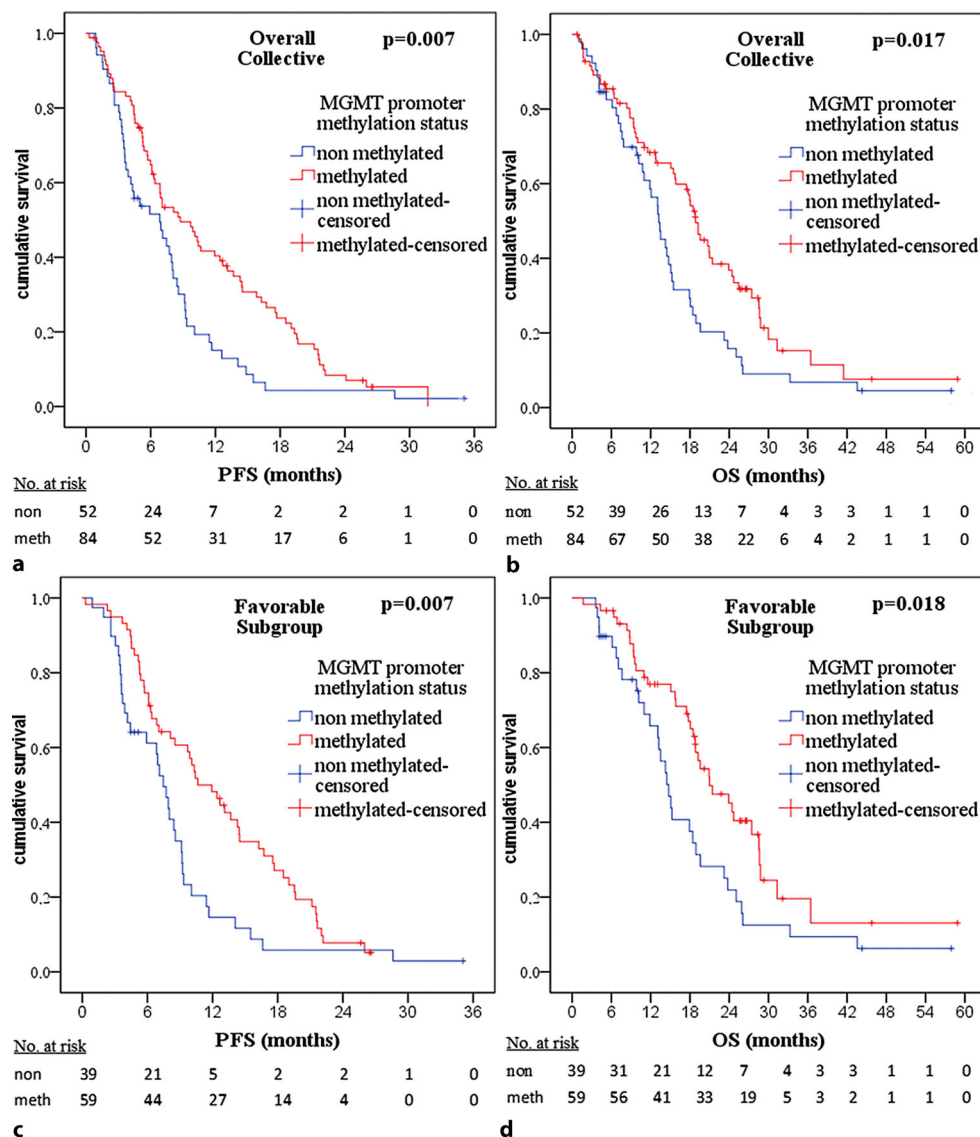 Overall
Collective
p=0.007
MGMT promoter
methylation status
non methylated
methylated
non methylated-
censored
methylated-censored
cumulative survival
1.0
0.8
0.6
0.4
0.2
0.0
0 6 12 18 24 30 36
PFS (months)
No. at risk
non 52 24 7 2 2 1 0
meth 84 52 31 17 6 1 0
a
Overall
Collective
p=0.017
MGMT promoter
methylation status
non methylated
methylated
non methylated-
censored
methylated-censored
cumulative survival
1.0
0.8
0.6
0.4
0.2
0.0
0 6 12 18 24 30 36 42 48 54 60
OS (months)
No. at risk
non 52 39 26 13 7 4 3 3 1 1 0
meth 84 67 50 38 22 6 4 2 1 1 0
b
Favorable
Subgroup
p=0.007
MGMT promoter
methylation status
non methylated
methylated
non methylated-
censored
methylated-censored
cumulative survival
1.0
0.8
0.6
0.4
0.2
0.0
0 6 12 18 24 30 36
PFS (months)
No. at risk
non 39 21 5 2 2 1 0
meth 59 44 27 14 4 0 0
c
Favorable
Subgroup
p=0.018
MGMT promoter
methylation status
non methylated
methylated
non methylated-
censored
methylated-censored
cumulative survival
1.0
0.8
0.6
0.4
0.2
0.0
0 6 12 18 24 30 36 42 48 54 60
OS (months)
No. at risk
non 39 31 21 12 7 4 3 3 1 1 0
meth 59 56 41 33 19 5 3 2 1 1 0
d